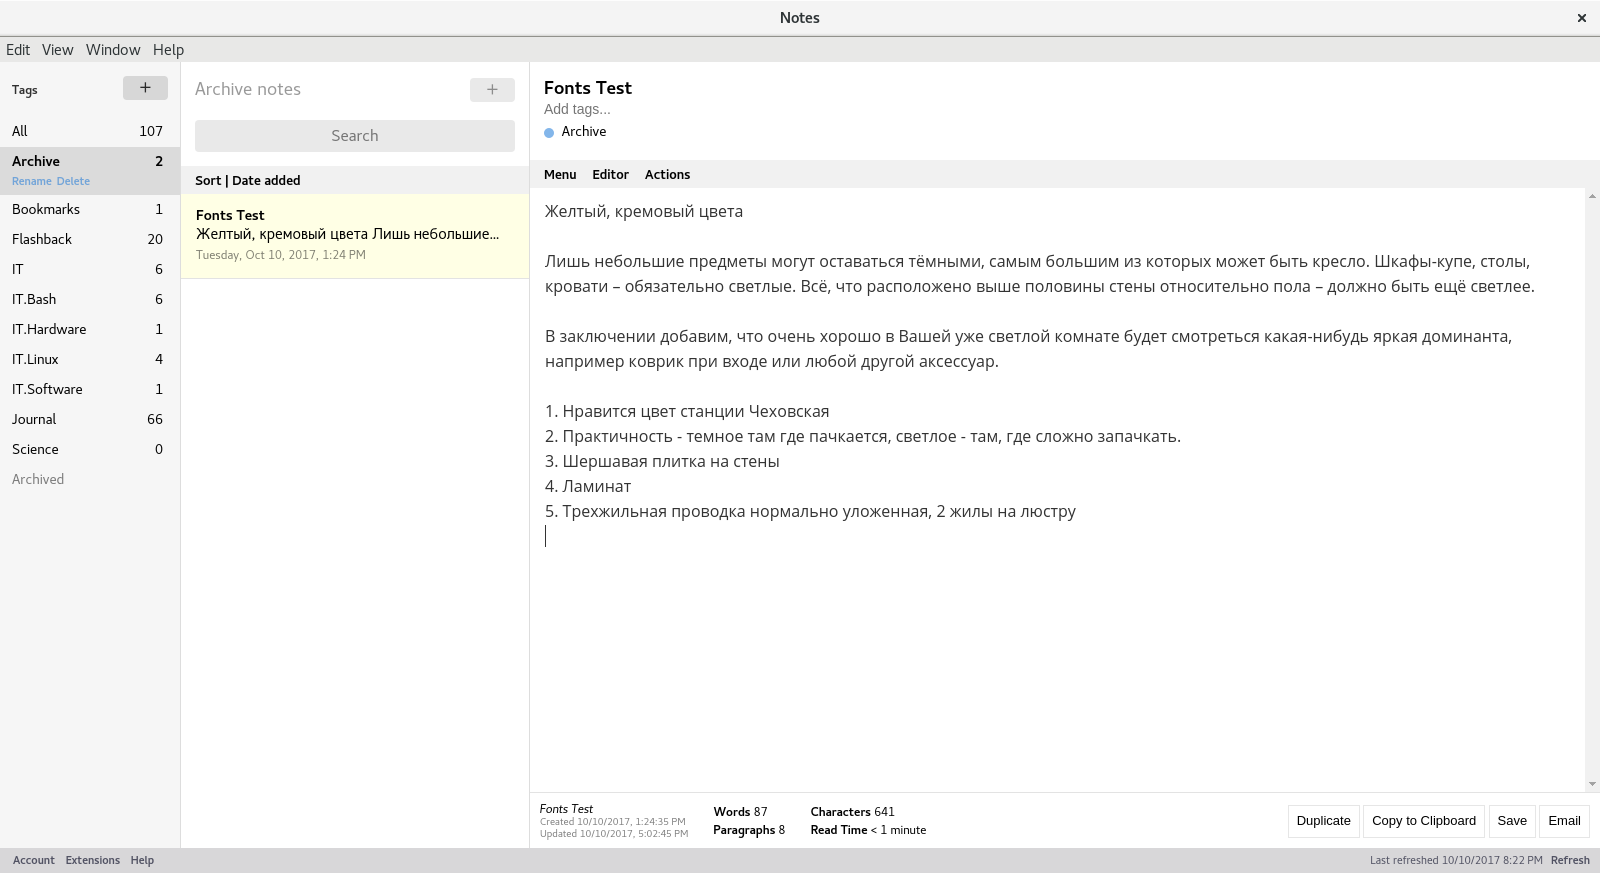 Notes
Edit View Window Help
Tags +
All 107
Archive 2
Rename Delete
Bookmarks 1
Flashback 20
IT 6
IT.Bash 6
IT.Hardware 1
IT.Linux 4
IT.Software 1
Journal 66
Science 0
Archived
Archive notes +
Search
Sort | Date added
Fonts Test
Желтый, кремовый цвета Лишь небольшие...
Tuesday, Oct 10, 2017, 1:24 PM
Fonts Test
Add tags...
Archive
Menu Editor Actions
Желтый, кремовый цвета
Лишь небольшие предметы могут оставаться тёмными, самым большим из которых может быть кресло. Шкафы-купе, столы,
кровати – обязательно светлые. Всё, что расположено выше половины стены относительно пола – должно быть ещё светлее.
В заключении добавим, что очень хорошо в Вашей уже светлой комнате будет смотреться какая-нибудь яркая доминанта,
например коврик при входе или любой другой аксессуар.
1. Нравится цвет станции Чеховская
2. Практичность - темное там где пачкается, светлое - там, где сложно запачкать.
3. Шершавая плитка на стены
4. Ламинат
5. Трехжильная проводка нормально уложенная, 2 жилы на люстру
Fonts Test
Created 10/10/2017, 1:24:35 PM
Updated 10/10/2017, 5:02:45 PM
Words 87 Characters 641
Paragraphs 8 Read Time < 1 minute
Duplicate Copy to Clipboard Save Email
Account Extensions Help
Last refreshed 10/10/2017 8:22 PM Refresh